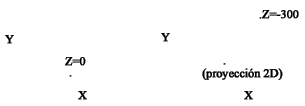 .Z=-300
Y
Y
Z=0
.
.
(proyección 2D)
X
X